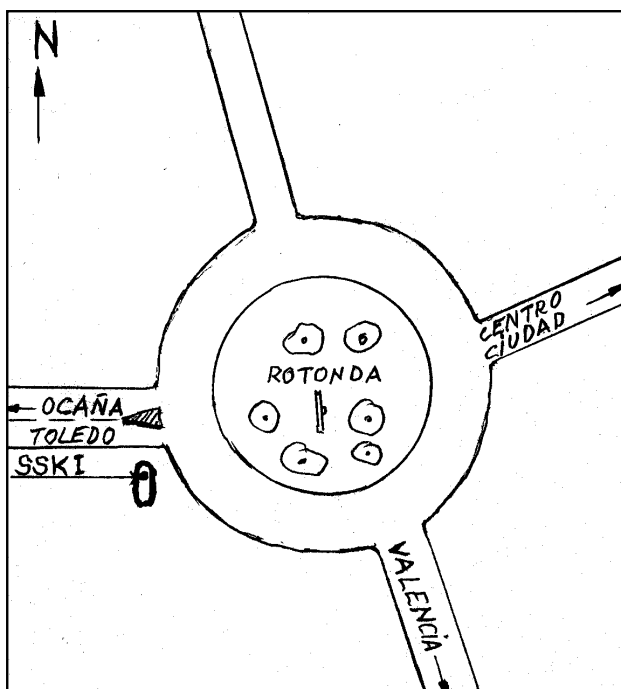 N
CENTRO
CIUDAD
ROTONDA
OCAÑA
TOLEDO
SSKI
VALENCIA